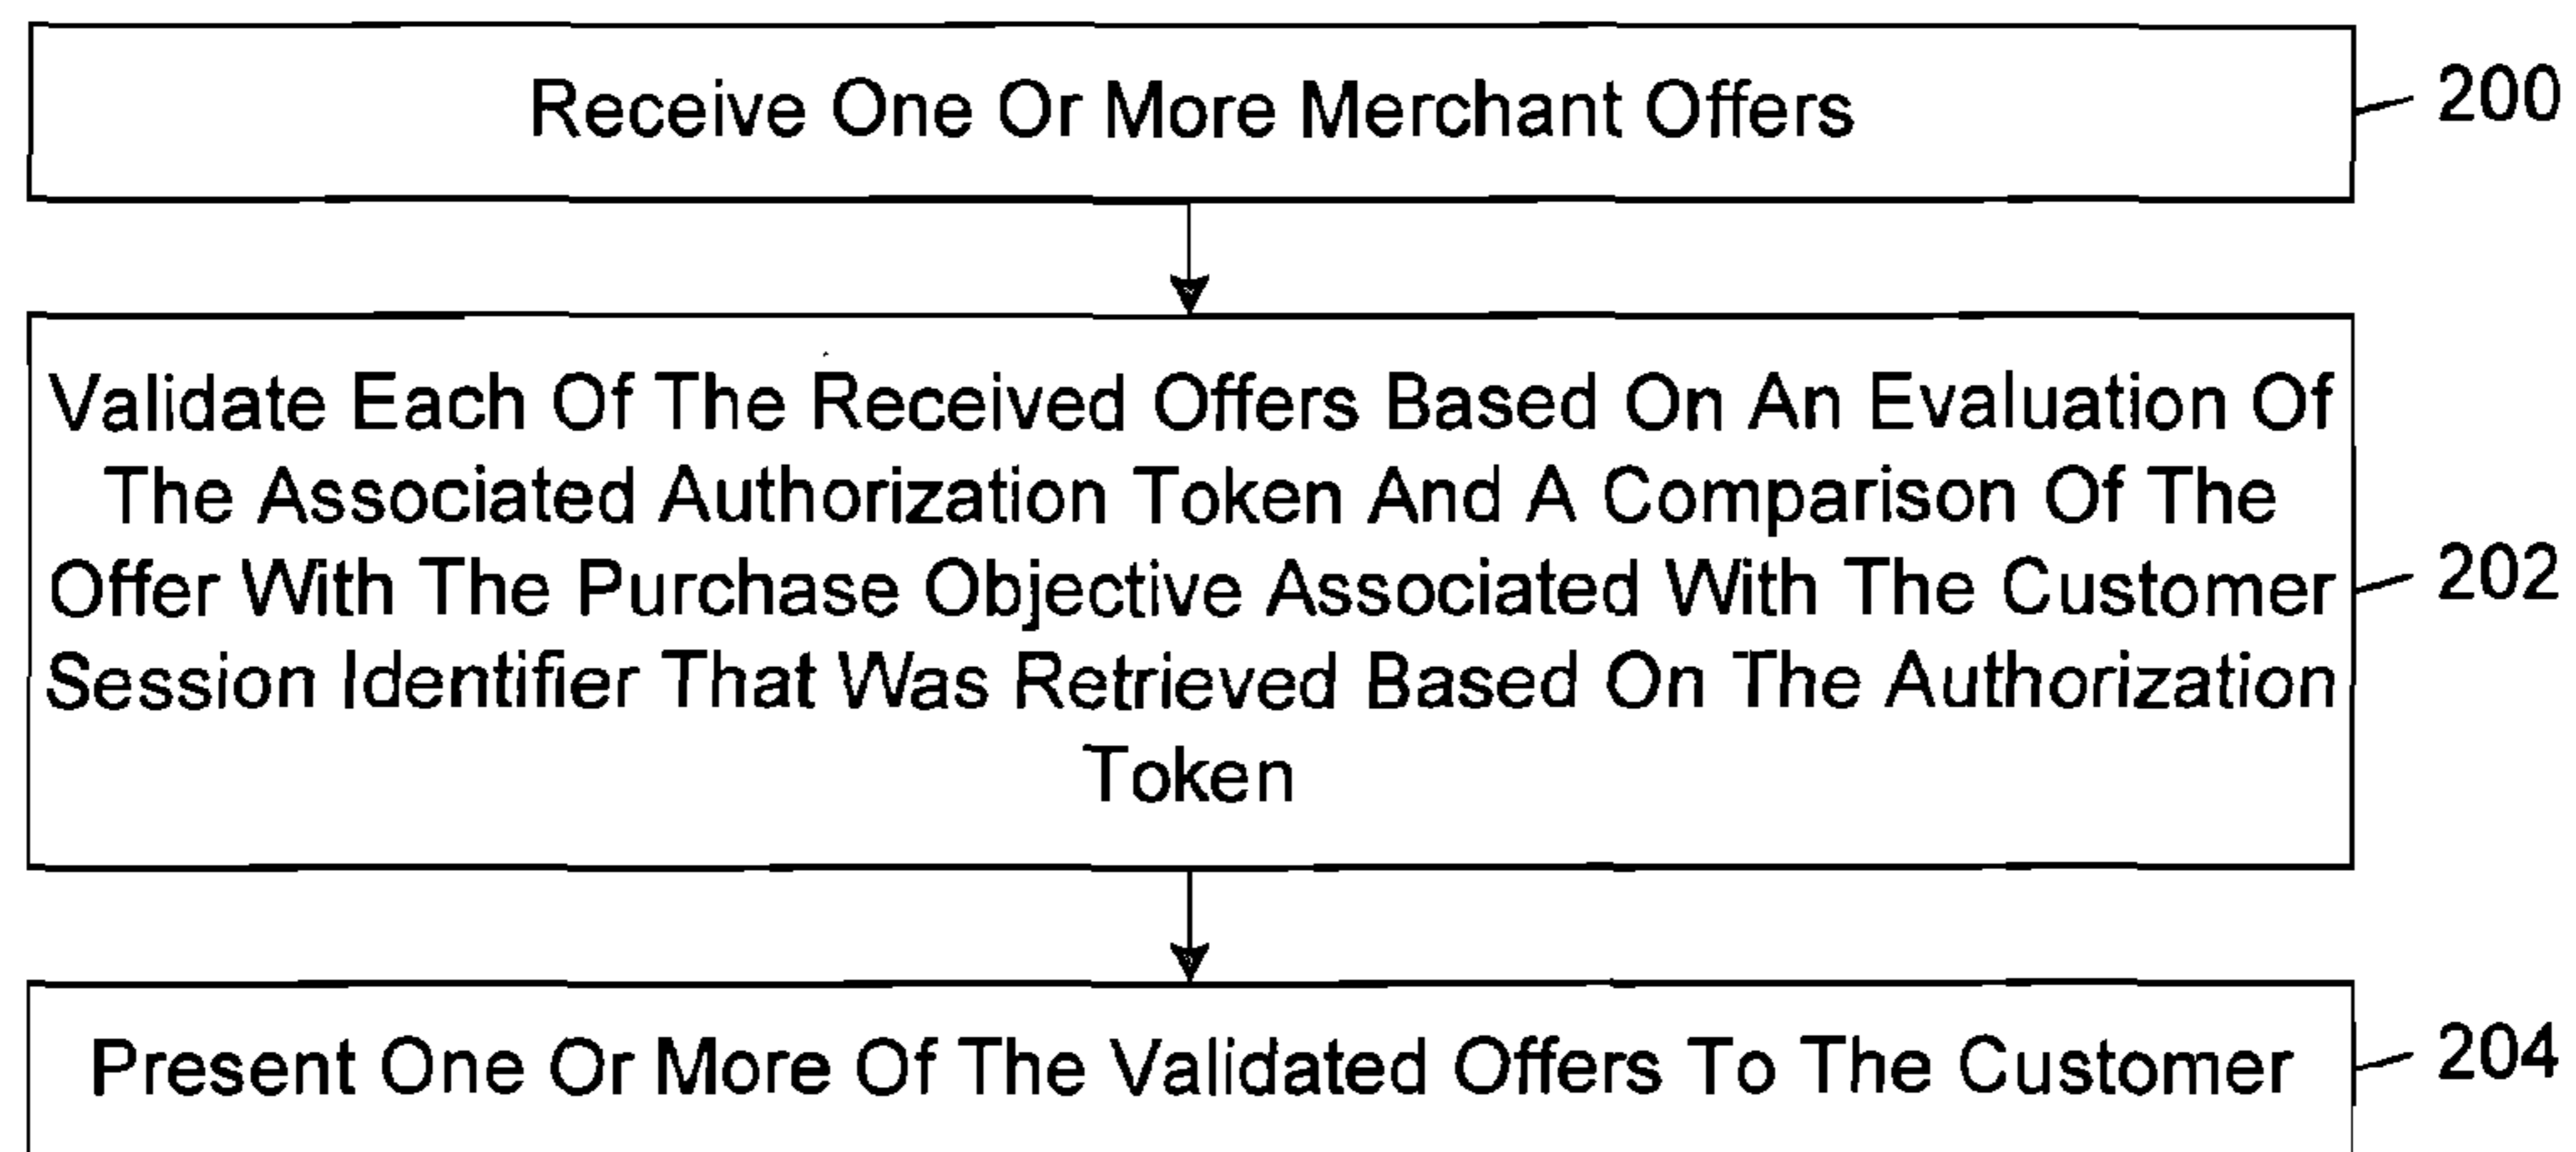 Receive One Or More Merchant Offers
200
Validate Each Of The Received Offers Based On An Evaluation Of
The Associated Authorization Token And A Comparison Of The
Offer With The Purchase Objective Associated With The Customer
Session Identifier That Was Retrieved Based On The Authorization
Token
202
Present One Or More Of The Validated Offers To The Customer
204